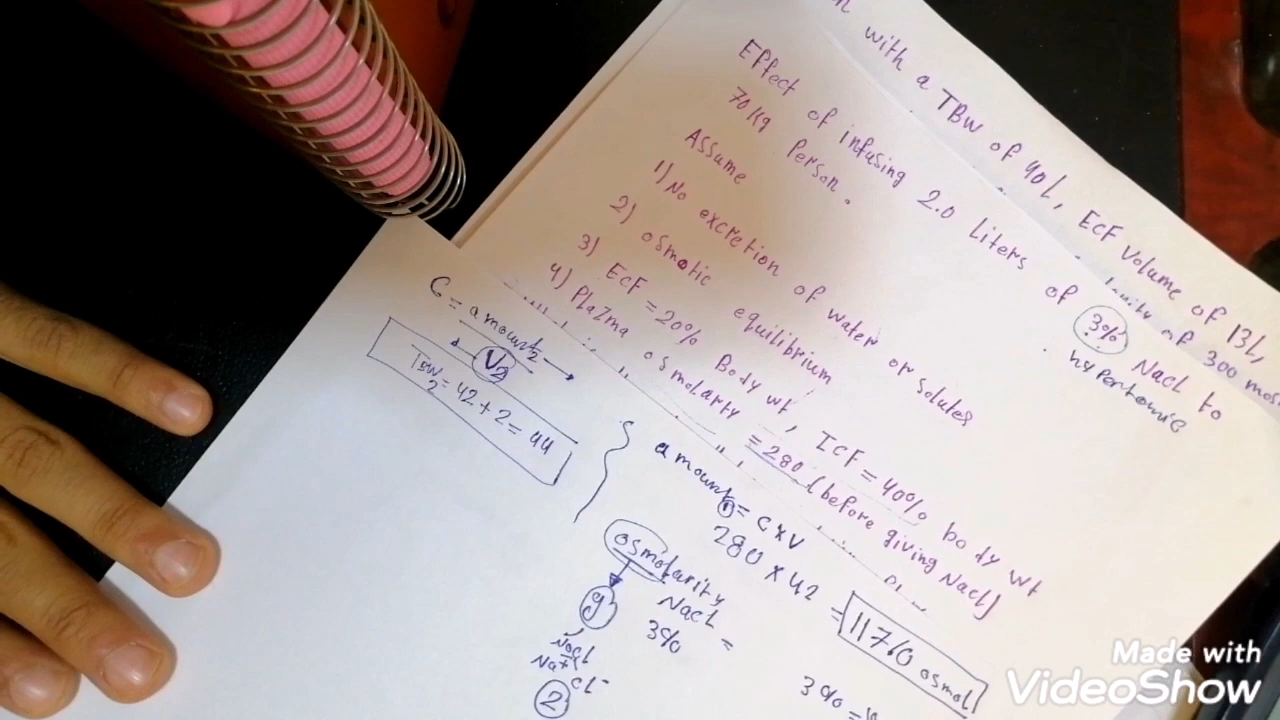 with a TBW of 40L, ECF volume of 13L,
of 300 mos
Effect of infusing 2.0 Liters of 3% NaCl to
hypertonic
70 Kg Person.
Assume
1) No excretion of water or solutes
2) osmotic equilibrium
3) ECF = 20% Body wt, ICF = 40% body wt
4) Plazma osmolarty = 280 (before giving NaCl)
C = amount2
V2
TBW2 = 42 + 2 = 44
amount1 = C x V
280 x 42 = 11760 osmol
osmolarity
g
NaCl
3% =
NaCl
Na+ Cl-
2
3% =
Made with
VideoShow